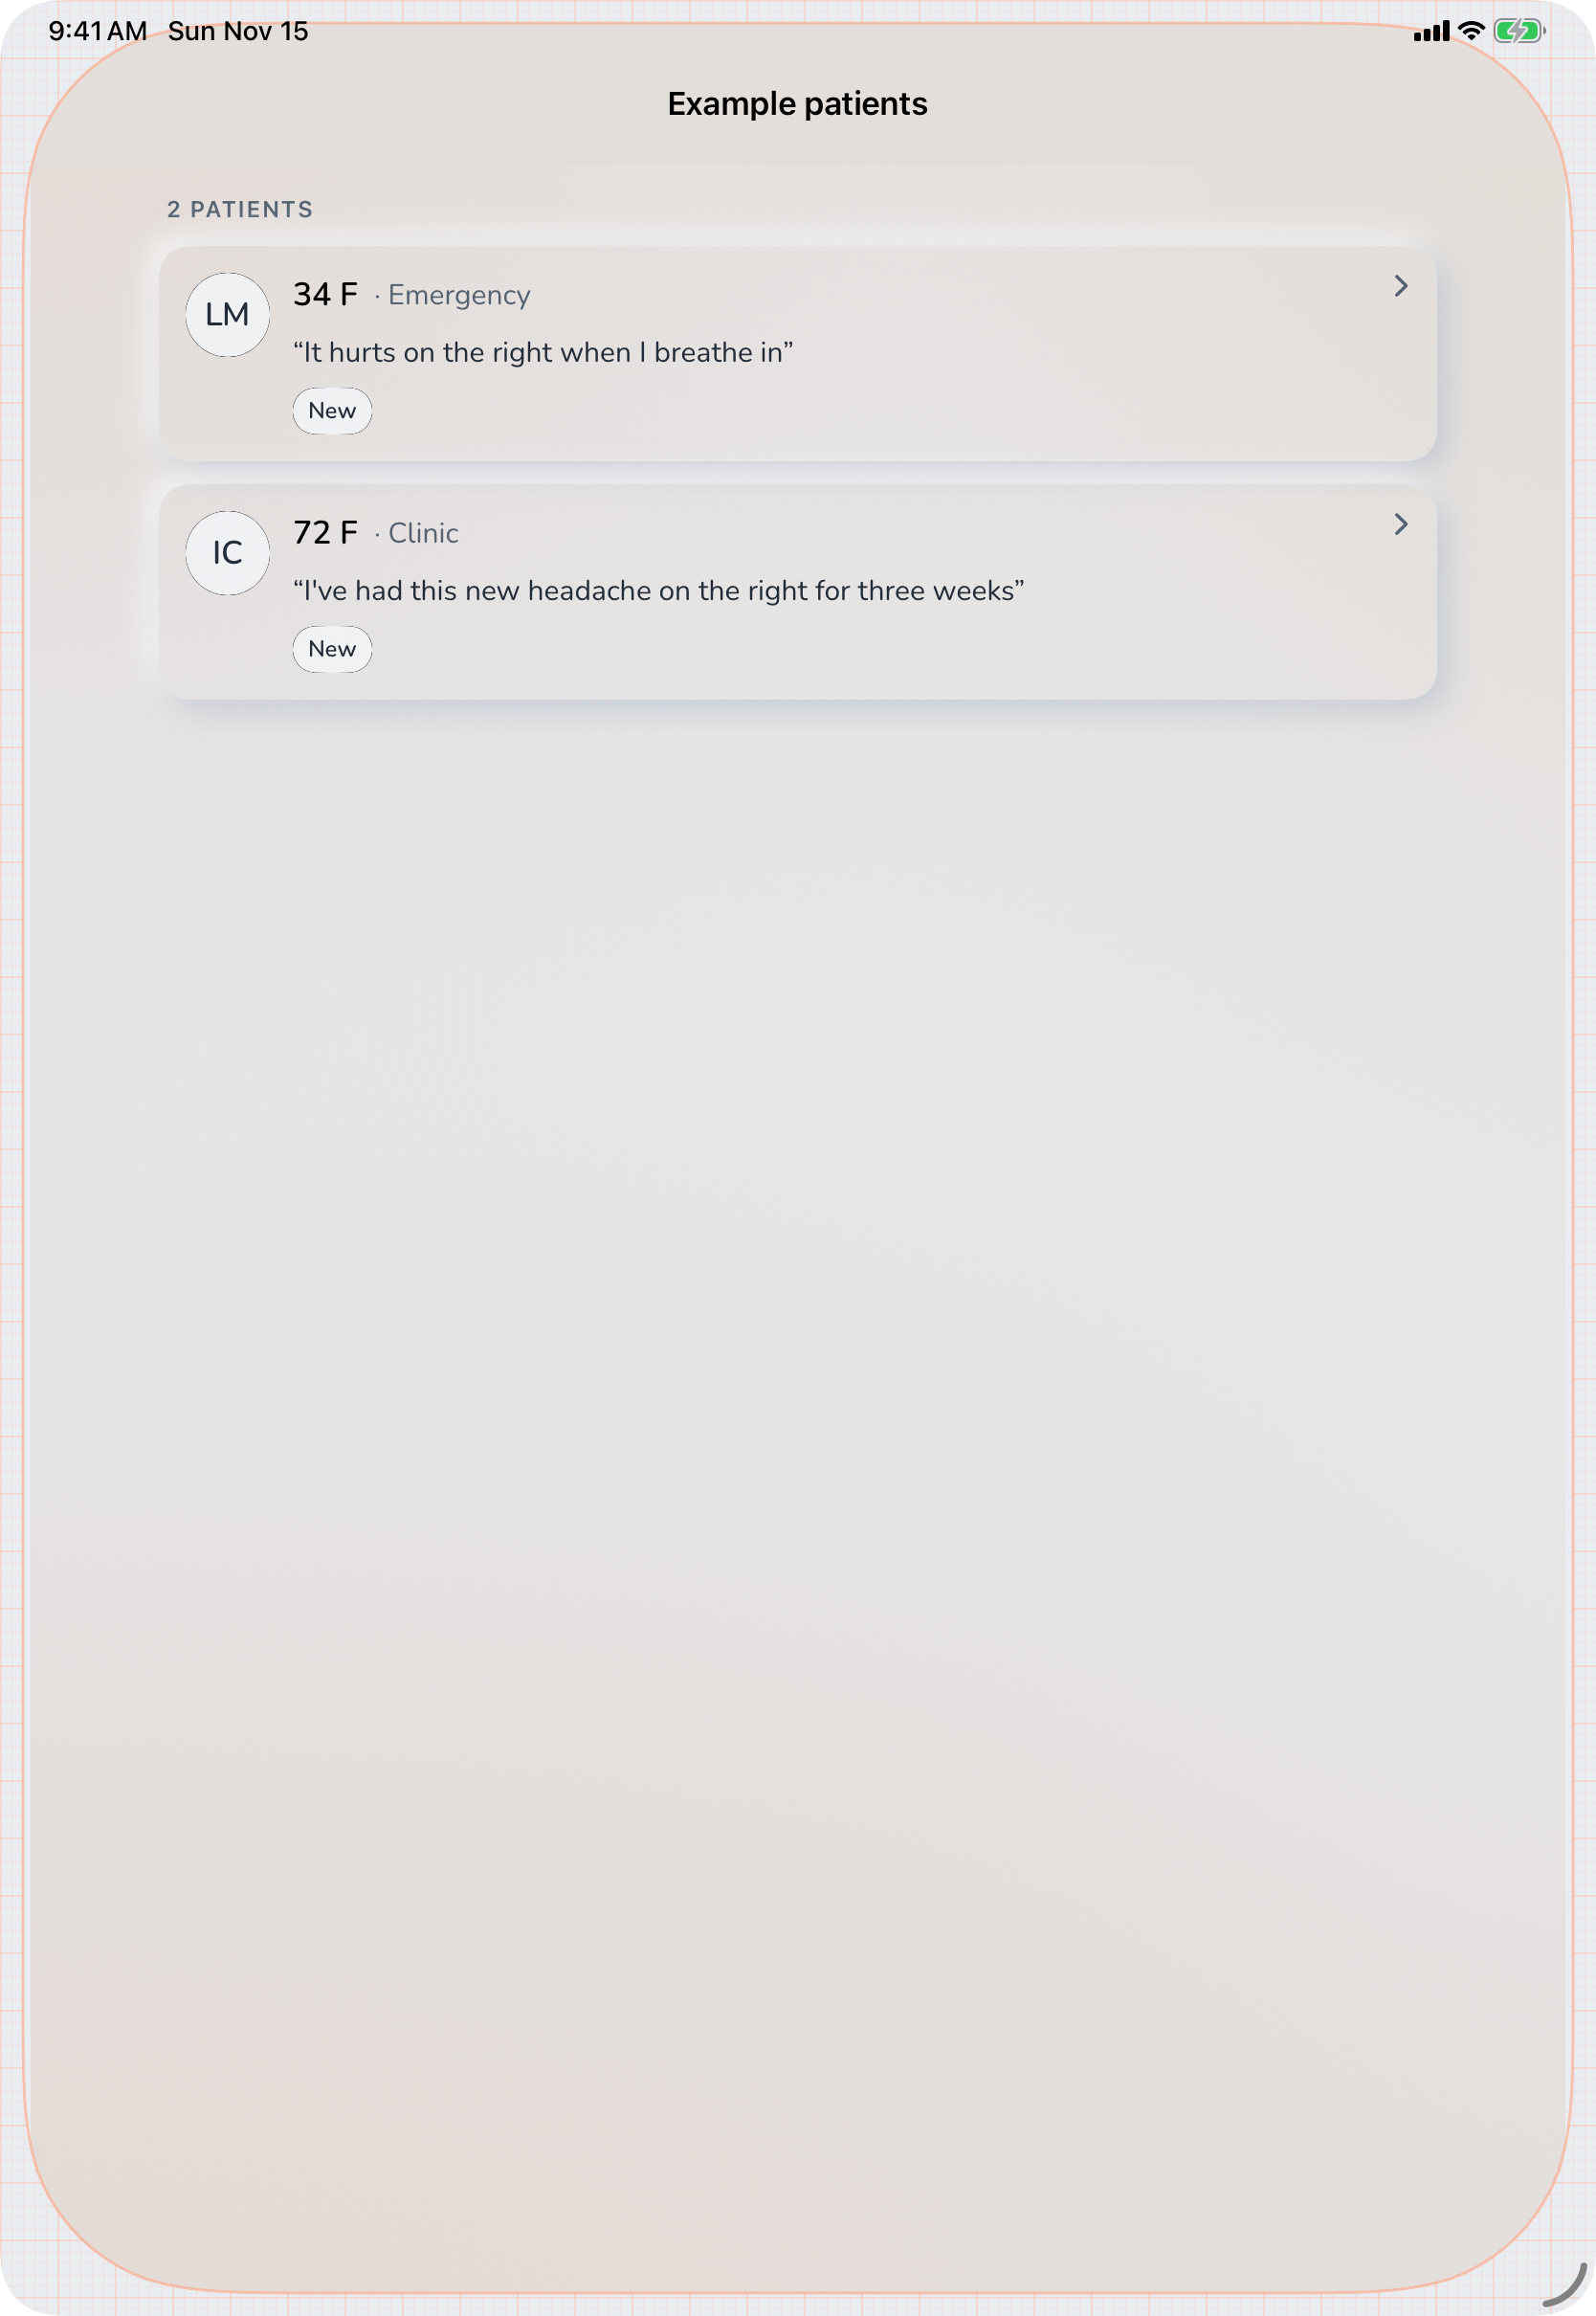 9:41 AM Sun Nov 15
Example patients
2 PATIENTS
LM
34 F · Emergency
“It hurts on the right when I breathe in”
New
IC
72 F · Clinic
“I've had this new headache on the right for three weeks”
New